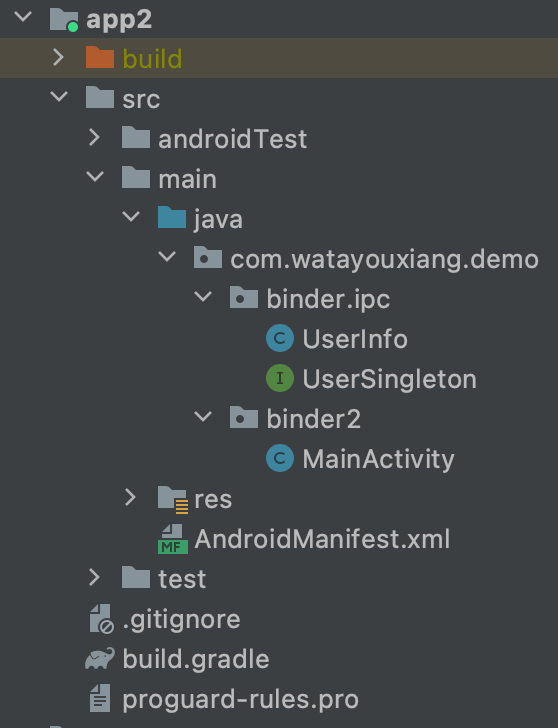 app2
build
src
androidTest
main
java
com.watayouxiang.demo
binder.ipc
C UserInfo
I UserSingleton
binder2
C MainActivity
res
MF AndroidManifest.xml
test
.gitignore
build.gradle
proguard-rules.pro